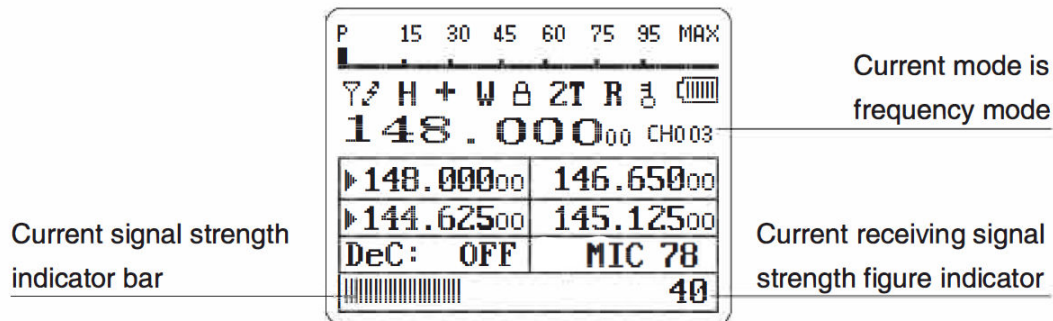 P 15 30 45 60 75 95 MAX
H + W 2T R
148.00000 CH003
148.00000 146.65000
144.62500 145.12500
DeC: OFF MIC 78
40
Current mode is
frequency mode
Current signal strength
indicator bar
Current receiving signal
strength figure indicator